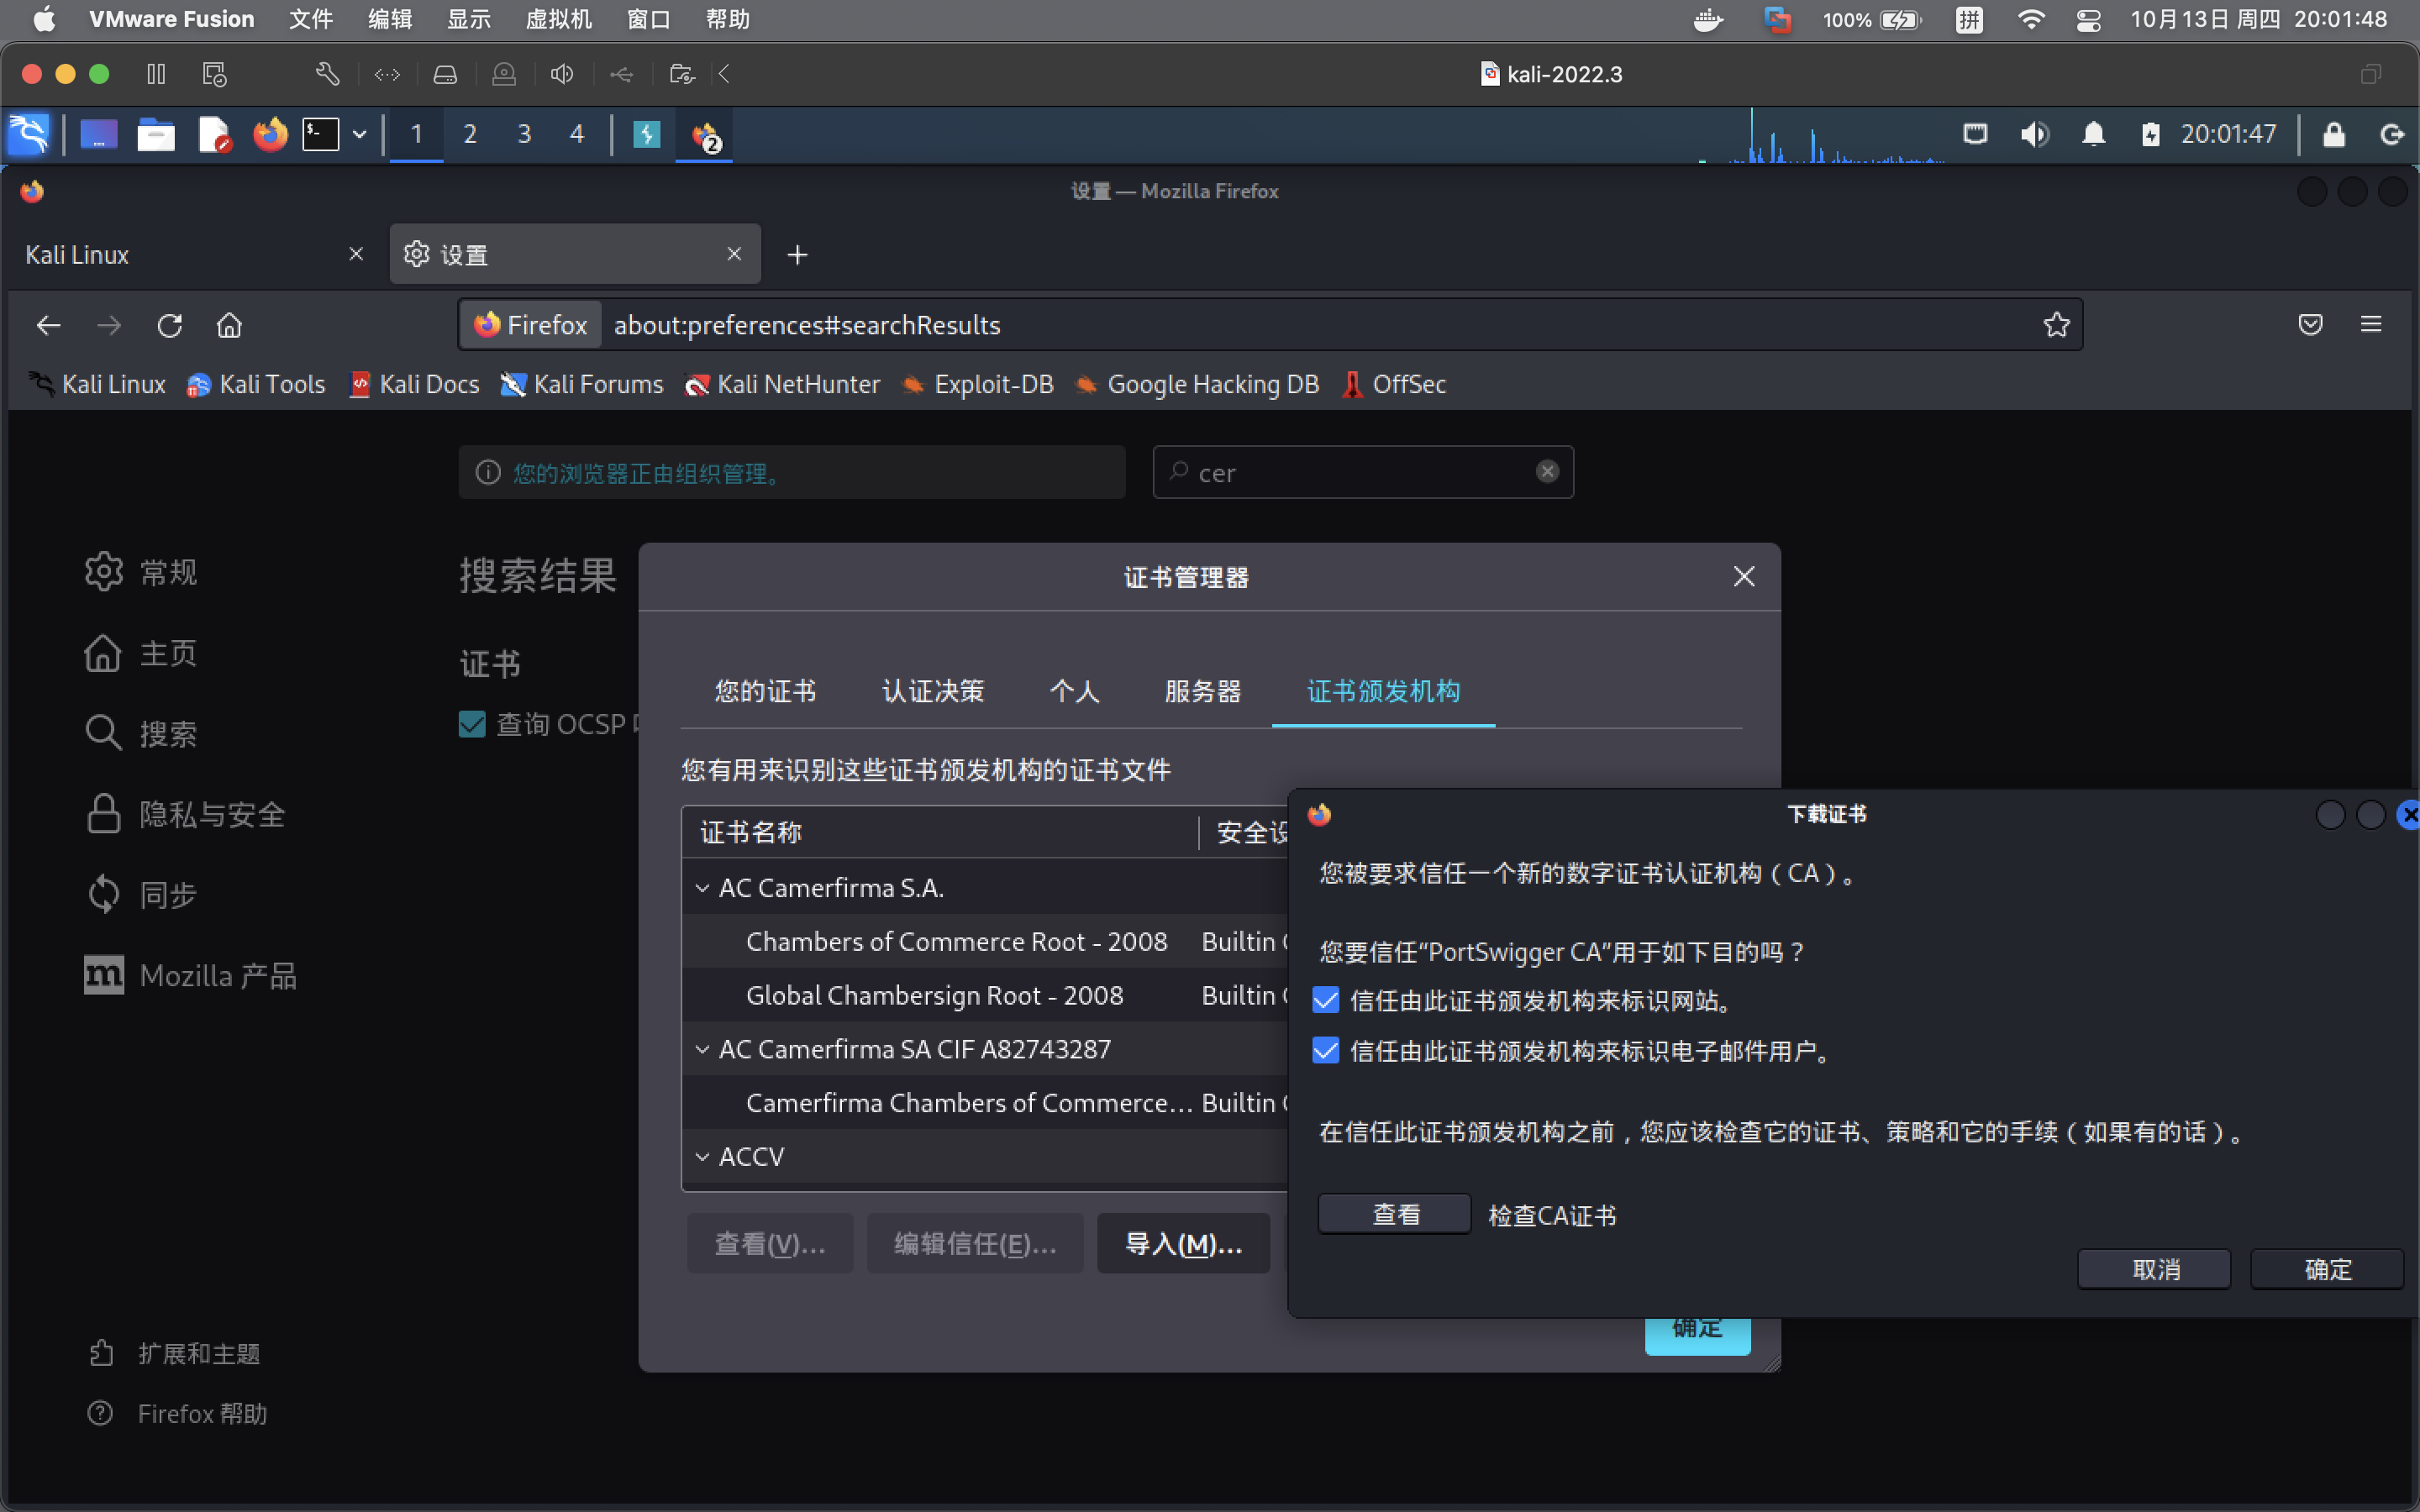 VMware Fusion 文件 编辑 显示 虚拟机 窗口 帮助 100% 拼 10月13日 周四 20:01:48
kali-2022.3
$- 1 2 3 4 2 20:01:47
设置 — Mozilla Firefox
Kali Linux 设置
Firefox about:preferences#searchResults
Kali Linux Kali Tools Kali Docs Kali Forums Kali NetHunter Exploit-DB Google Hacking DB OffSec
您的浏览器正由组织管理。 cer
常规
主页
搜索
隐私与安全
同步
m Mozilla 产品
扩展和主题
Firefox 帮助
搜索结果
证书
查询 OCSP
证书管理器
您的证书 认证决策 个人 服务器 证书颁发机构
您有用来识别这些证书颁发机构的证书文件
证书名称 安全设
AC Camerfirma S.A.
Chambers of Commerce Root - 2008 Builtin
Global Chambersign Root - 2008 Builtin
AC Camerfirma SA CIF A82743287
Camerfirma Chambers of Commerce… Builtin
ACCV
查看(V)… 编辑信任(E)… 导入(M)…
确定
下载证书
您被要求信任一个新的数字证书认证机构（CA）。
您要信任“PortSwigger CA”用于如下目的吗？
信任由此证书颁发机构来标识网站。
信任由此证书颁发机构来标识电子邮件用户。
在信任此证书颁发机构之前，您应该检查它的证书、策略和它的手续（如果有的话）。
查看 检查CA证书
取消 确定